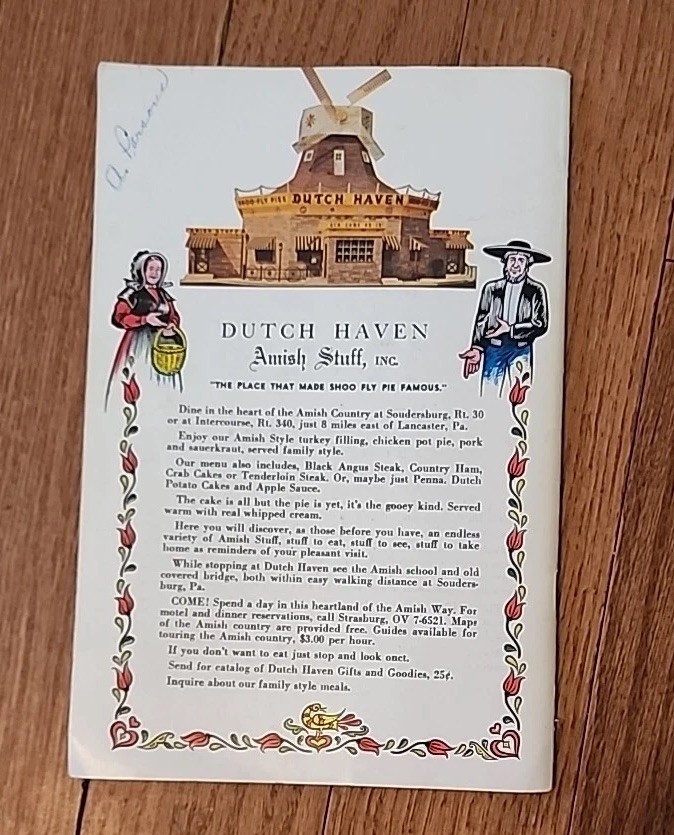 A. Parsons
SHOO-FLY PIES DUTCH HAVEN
DUTCH HAVEN
Amish Stuff, INC.
"THE PLACE THAT MADE SHOO FLY PIE FAMOUS."
Dine in the heart of the Amish Country at Soudersburg, Rt. 30
or at Intercourse, Rt. 340, just 8 miles east of Lancaster, Pa.
Enjoy our Amish Style turkey filling, chicken pot pie, pork
and sauerkraut, served family style.
Our menu also includes, Black Angus Steak, Country Ham,
Crab Cakes or Tenderloin Steak. Or, maybe just Penna. Dutch
Potato Cakes and Apple Sauce.
The cake is all but the pie is yet, it's the gooey kind. Served
warm with real whipped cream.
Here you will discover, as those before you have, an endless
variety of Amish Stuff, stuff to eat, stuff to see, stuff to take
home as reminders of your pleasant visit.
While stopping at Dutch Haven see the Amish school and old
covered bridge, both within easy walking distance at Souders-
burg, Pa.
COME! Spend a day in this heartland of the Amish Way. For
motel and dinner reservations, call Strasburg, OV 7-6521. Maps
of the Amish country are provided free. Guides available for
touring the Amish country, $3.00 per hour.
If you don't want to eat just stop and look onct.
Send for catalog of Dutch Haven Gifts and Goodies, 25¢.
Inquire about our family style meals.